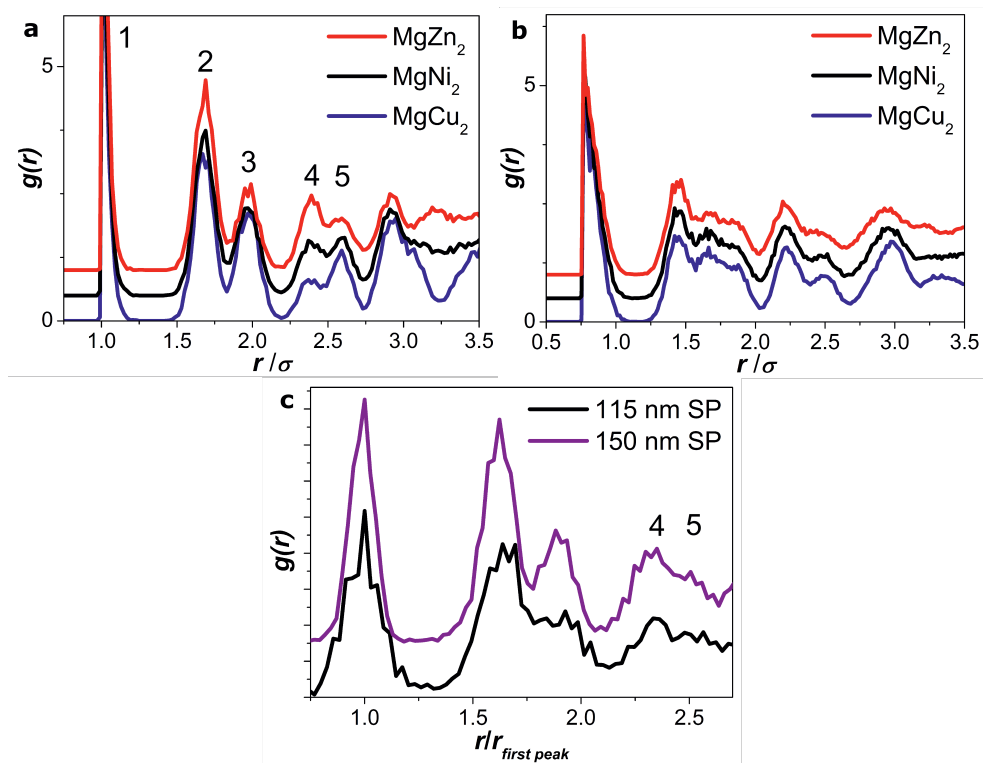 a
1
2
3
4
5
MgZn₂
MgNi₂
MgCu₂
g(r)
5
0
1.0
1.5
2.0
2.5
3.0
3.5
r/σ
b
MgZn₂
MgNi₂
MgCu₂
g(r)
5
0
0.5
1.0
1.5
2.0
2.5
3.0
3.5
r/σ
c
115 nm SP
150 nm SP
4
5
g(r)
1.0
1.5
2.0
2.5
r/r first peak